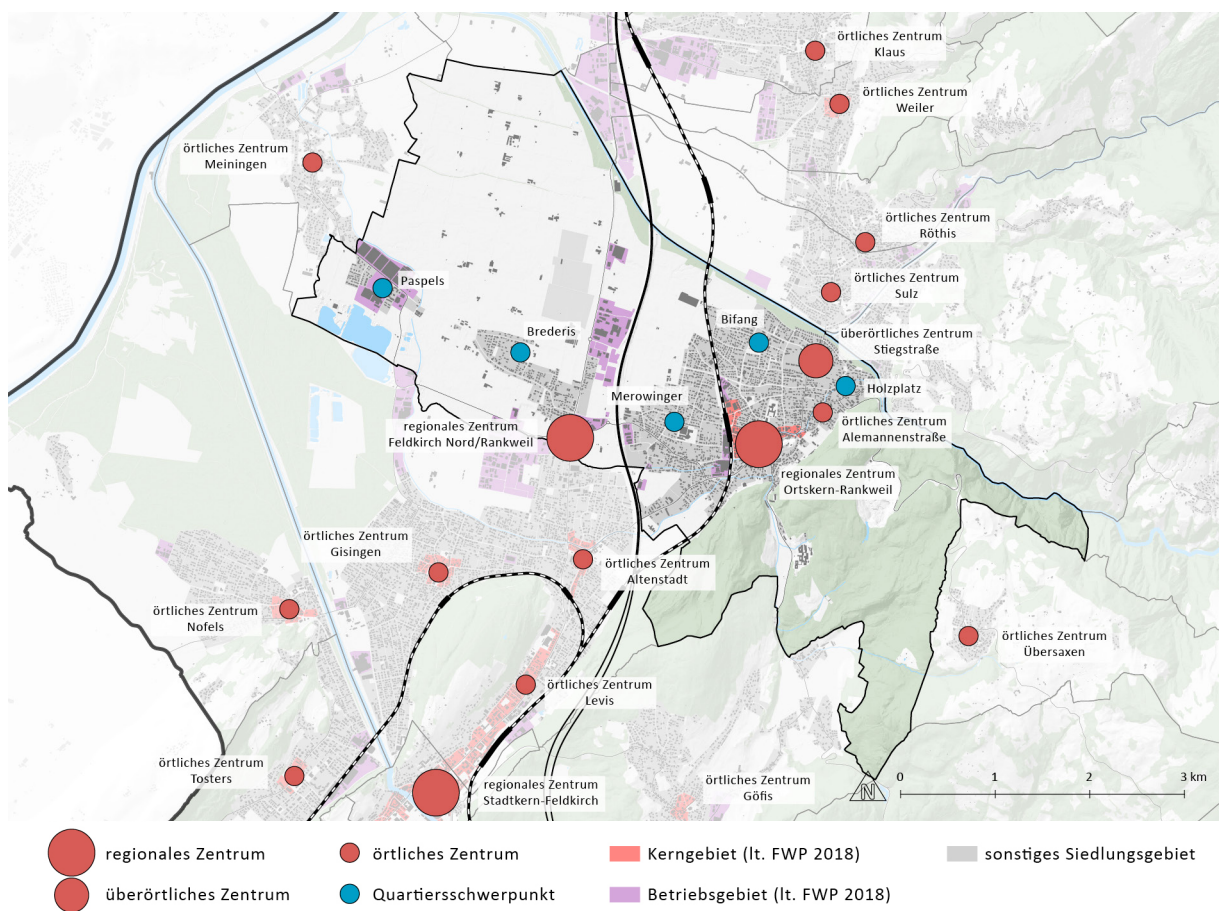 örtliches Zentrum
Klaus
örtliches Zentrum
Weiler
örtliches Zentrum
Meiningen
örtliches Zentrum
Röthis
örtliches Zentrum
Sulz
Paspels
Brederis
Bifang
überörtliches Zentrum
Stiegstraße
Holzplatz
Merowinger
örtliches Zentrum
Alemannenstraße
regionales Zentrum
Feldkirch Nord/Rankweil
regionales Zentrum
Ortskern-Rankweil
örtliches Zentrum
Gisingen
örtliches Zentrum
Altenstadt
örtliches Zentrum
Nofels
örtliches Zentrum
Übersaxen
örtliches Zentrum
Levis
örtliches Zentrum
Tosters
regionales Zentrum
Stadtkern-Feldkirch
örtliches Zentrum
Göfis
N
0 1 2 3 km
regionales Zentrum
örtliches Zentrum
Kerngebiet (lt. FWP 2018)
sonstiges Siedlungsgebiet
überörtliches Zentrum
Quartiersschwerpunkt
Betriebsgebiet (lt. FWP 2018)